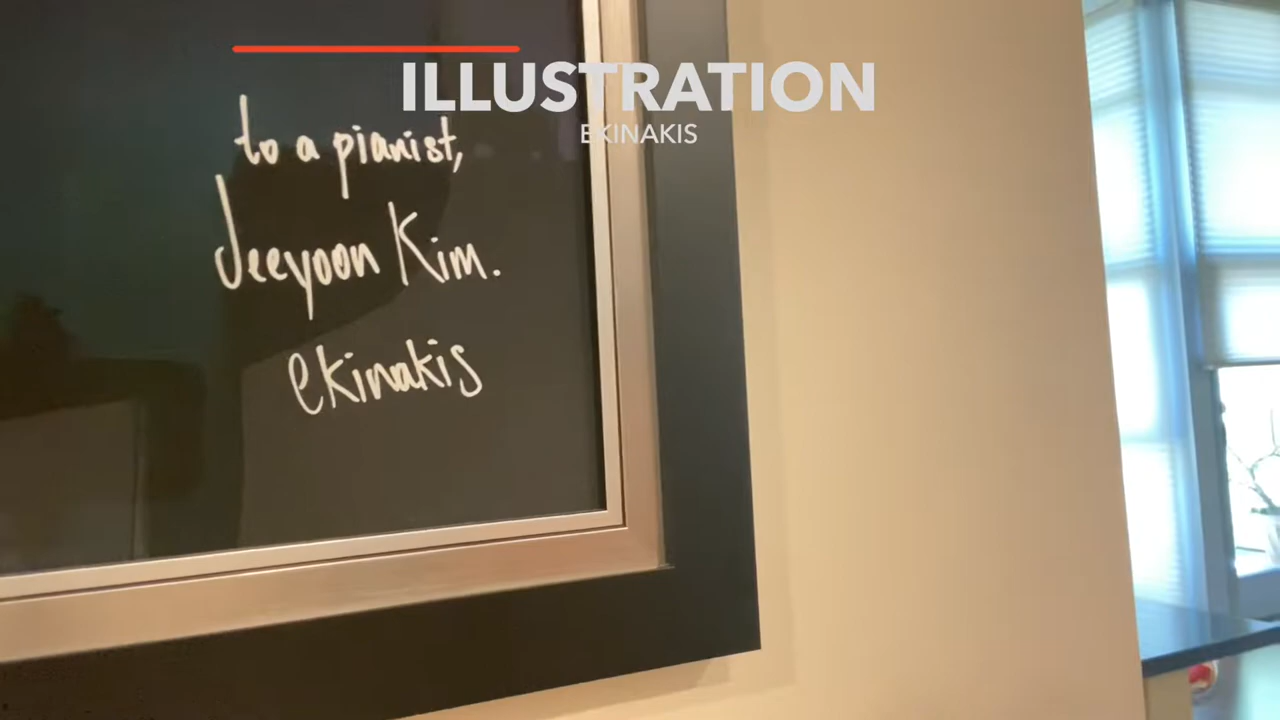 ILLUSTRATION
EKINAKIS
to a pianist,
Jeeyoon Kim.
ekinakis